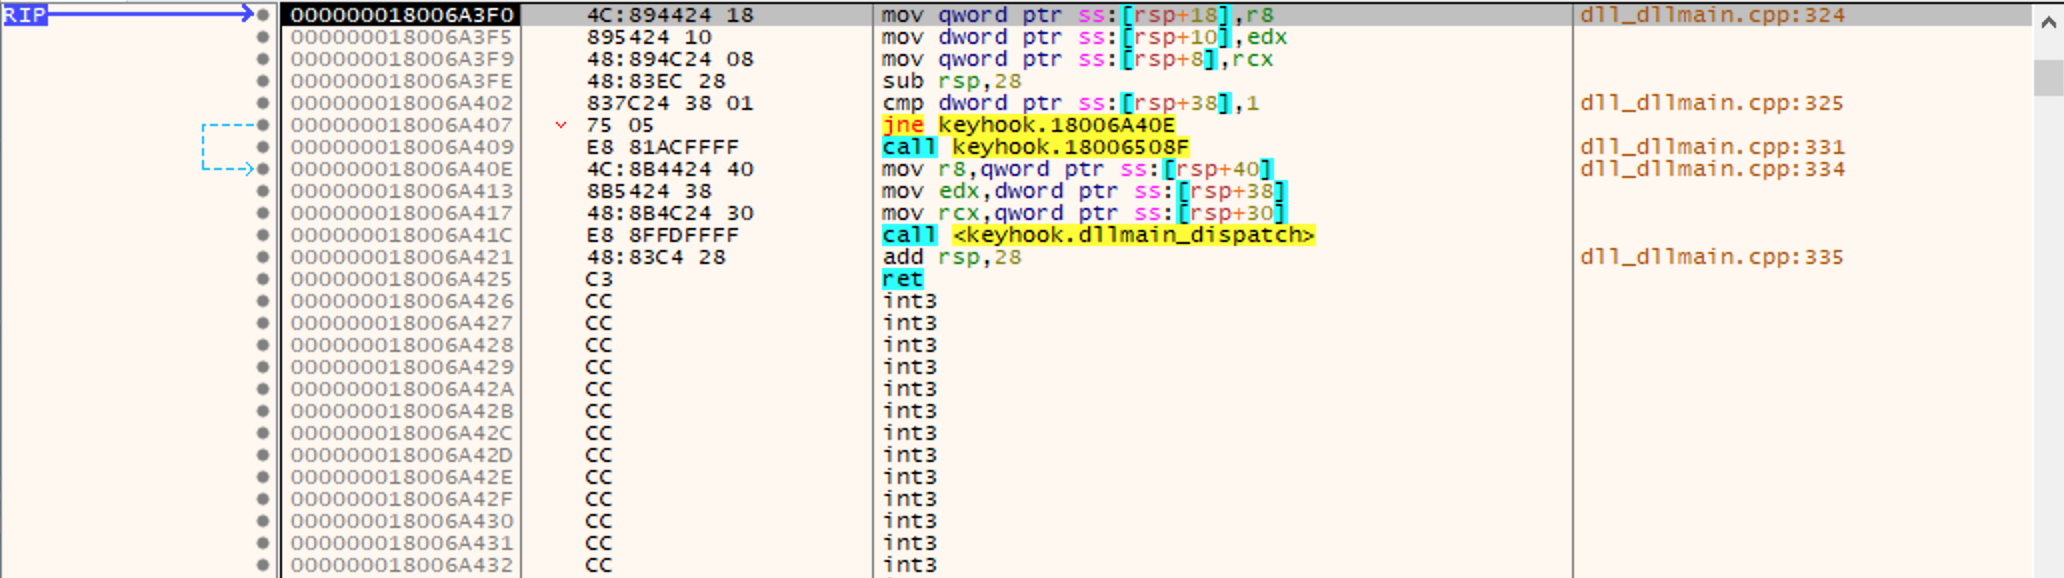 RIP 000000018006A3F0 4C:894424 18 mov qword ptr ss:[rsp+18],r8 dll_dllmain.cpp:324
000000018006A3F5 895424 10 mov dword ptr ss:[rsp+10],edx
000000018006A3F9 48:894C24 08 mov qword ptr ss:[rsp+8],rcx
000000018006A3FE 48:83EC 28 sub rsp,28
000000018006A402 837C24 38 01 cmp dword ptr ss:[rsp+38],1 dll_dllmain.cpp:325
000000018006A407 75 05 jne keyhook.18006A40E
000000018006A409 E8 81ACFFFF call keyhook.18006508F dll_dllmain.cpp:331
000000018006A40E 4C:8B4424 40 mov r8,qword ptr ss:[rsp+40] dll_dllmain.cpp:334
000000018006A413 8B5424 38 mov edx,dword ptr ss:[rsp+38]
000000018006A417 48:8B4C24 30 mov rcx,qword ptr ss:[rsp+30]
000000018006A41C E8 8FFDFFFF call <keyhook.dllmain_dispatch>
000000018006A421 48:83C4 28 add rsp,28 dll_dllmain.cpp:335
000000018006A425 C3 ret
000000018006A426 CC int3
000000018006A427 CC int3
000000018006A428 CC int3
000000018006A429 CC int3
000000018006A42A CC int3
000000018006A42B CC int3
000000018006A42C CC int3
000000018006A42D CC int3
000000018006A42E CC int3
000000018006A42F CC int3
000000018006A430 CC int3
000000018006A431 CC int3
000000018006A432 CC int3